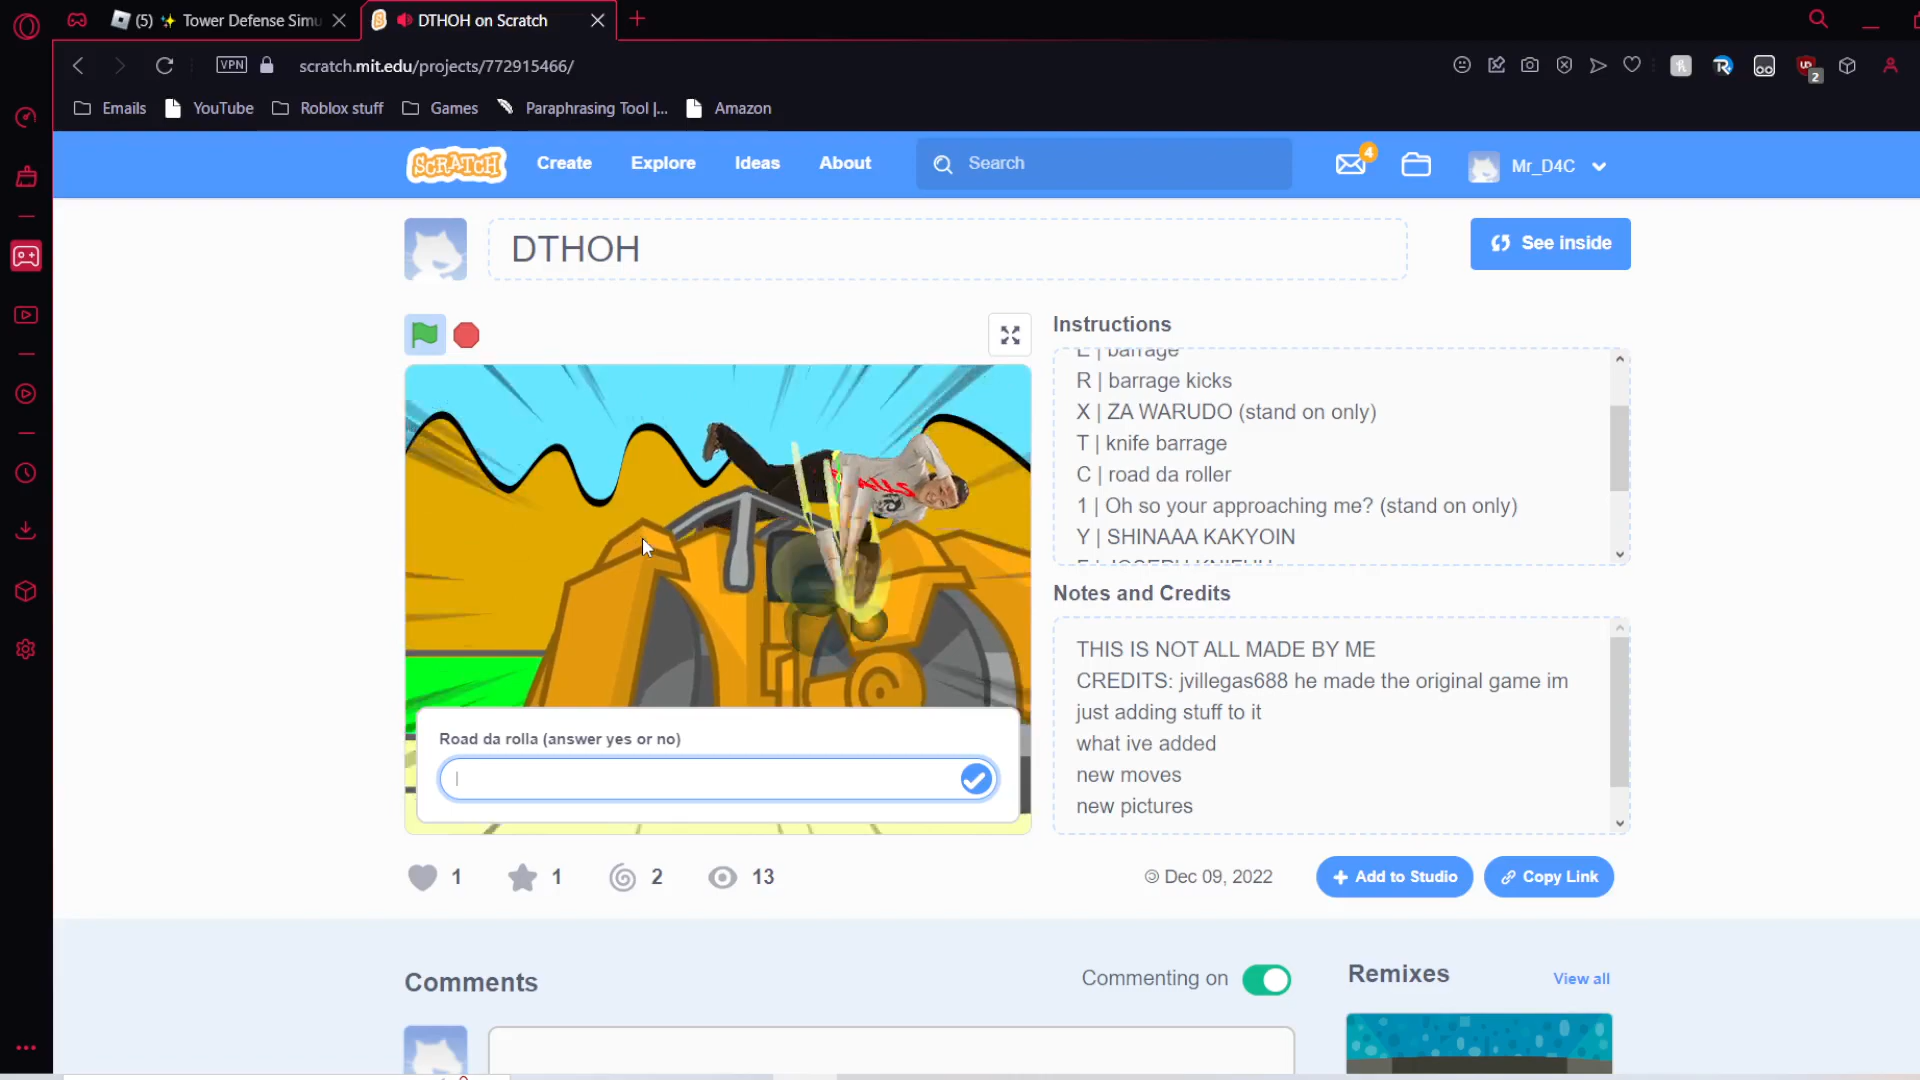 (5) ✨ Tower Defense Simu
DTHOH on Scratch
VPN
scratch.mit.edu/projects/772915466/
2
Emails
YouTube
Roblox stuff
Games
Paraphrasing Tool |...
Amazon
SCRATCH
Create
Explore
Ideas
About
Search
4
Mr_D4C
DTHOH
See inside
Instructions
E | barrage
R | barrage kicks
X | ZA WARUDO (stand on only)
T | knife barrage
C | road da roller
1 | Oh so your approaching me? (stand on only)
Y | SHINAAA KAKYOIN
Notes and Credits
THIS IS NOT ALL MADE BY ME
CREDITS: jvillegas688 he made the original game im
just adding stuff to it
what ive added
new moves
new pictures
Road da rolla (answer yes or no)
1
1
2
13
Dec 09, 2022
Add to Studio
Copy Link
Comments
Commenting on
Remixes
View all